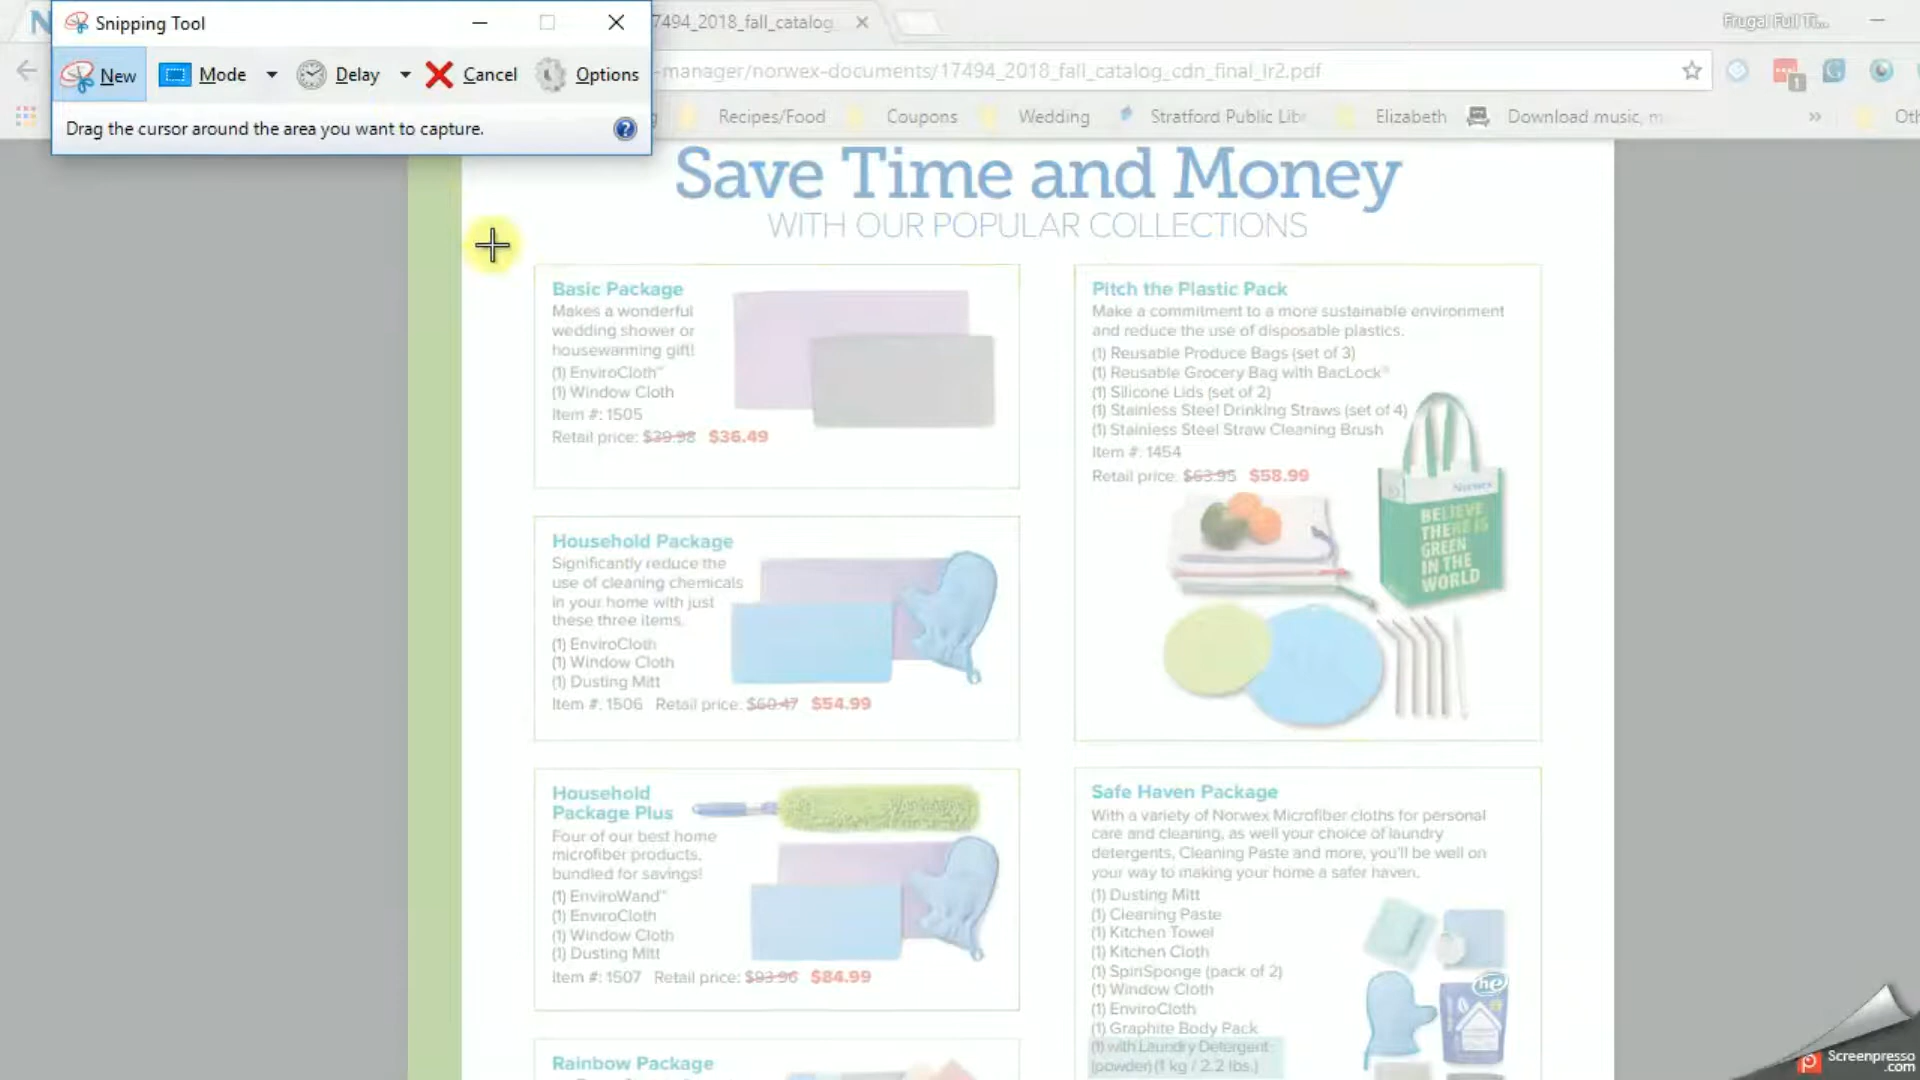 Snipping Tool
New
Mode
Delay
Cancel
Options
Drag the cursor around the area you want to capture.
7494_2018_fall_catalog
Frugal Full Ti...
-manager/norwex-documents/17494_2018_fall_catalog_cdn_final_lr2.pdf
Recipes/Food
Coupons
Wedding
Stratford Public Libr
Elizabeth
Download music, m
Oth
Save Time and Money
WITH OUR POPULAR COLLECTIONS
Basic Package
Makes a wonderful
wedding shower or
housewarming gift!
(1) EnviroCloth™
(1) Window Cloth
Item #: 1505
Retail price: $39.98 $36.49
Household Package
Significantly reduce the
use of cleaning chemicals
in your home with just
these three items.
(1) EnviroCloth
(1) Window Cloth
(1) Dusting Mitt
Item #: 1506 Retail price: $60.47 $54.99
Household
Package Plus
Four of our best home
microfiber products,
bundled for savings!
(1) EnviroWand™
(1) EnviroCloth
(1) Window Cloth
(1) Dusting Mitt
Item #: 1507 Retail price: $93.96 $84.99
Rainbow Package
Pitch the Plastic Pack
Make a commitment to a more sustainable environment
and reduce the use of disposable plastics.
(1) Reusable Produce Bags (set of 3)
(1) Reusable Grocery Bag with BacLock®
(1) Silicone Lids (set of 2)
(1) Stainless Steel Drinking Straws (set of 4)
(1) Stainless Steel Straw Cleaning Brush
Item #: 1454
Retail price: $63.95 $58.99
Norwex
BELIEVE
THERE IS
GREEN
IN THE
WORLD
Safe Haven Package
With a variety of Norwex Microfiber cloths for personal
care and cleaning, as well your choice of laundry
detergents, Cleaning Paste and more, you'll be well on
your way to making your home a safer haven.
(1) Dusting Mitt
(1) Cleaning Paste
(1) Kitchen Towel
(1) Kitchen Cloth
(1) SpinSponge (pack of 2)
(1) Window Cloth
(1) EnviroCloth
(1) Graphite Body Pack
(1) with Laundry Detergent
(powder) (1 kg / 2.2 lbs.)
he
Screenpresso
.com